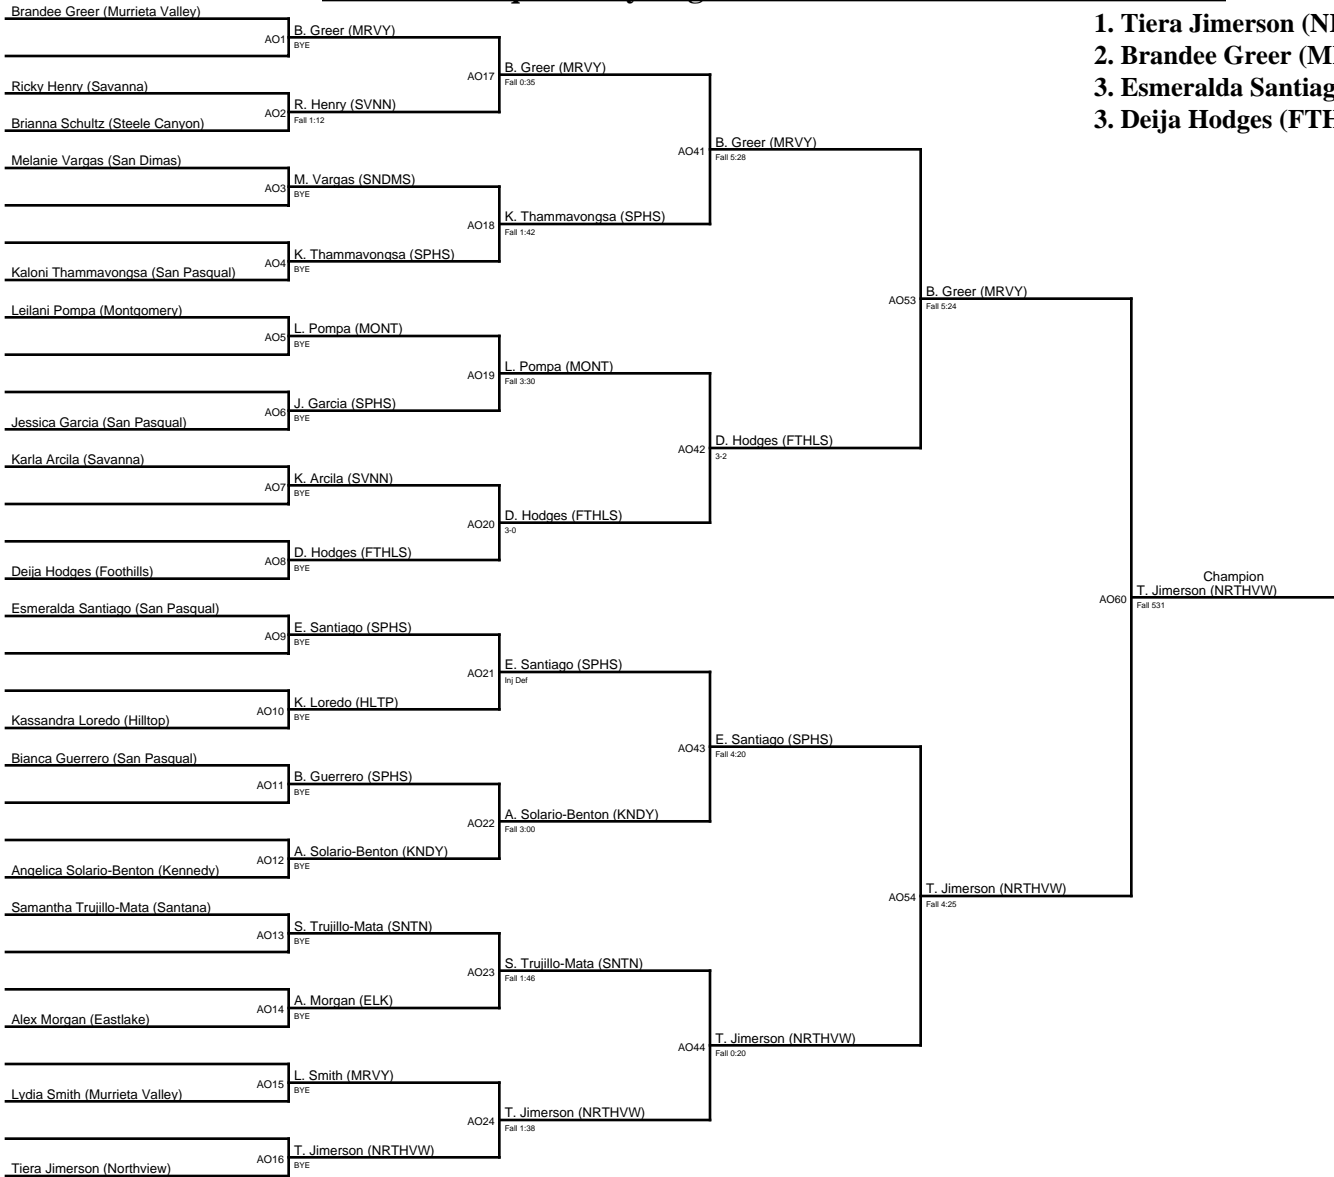 1. Tiera Jimerson
2. Brandee Greer
3. Esmeralda
3. Deija Hodges
Brandee Greer (Murrieta Valley)
AO1
B. Greer (MRVY)
BYE
Ricky Henry (Savanna)
AO2
R. Henry (SVNN)
Fall 1:12
Brianna Schultz (Steele Canyon)
AO17
B. Greer (MRVY)
Fall 0:35
Melanie Vargas (San Dimas)
AO3
M. Vargas (SNDMS)
BYE
AO18
K. Thammavongsa (SPHS)
Fall 1:42
AO4
K. Thammavongsa (SPHS)
BYE
Kaloni Thammavongsa (San Pasqual)
AO41
B. Greer (MRVY)
Fall 5:28
Leilani Pompa (Montgomery)
AO5
L. Pompa (MONT)
BYE
AO19
L. Pompa (MONT)
Fall 3:30
AO6
J. Garcia (SPHS)
BYE
Jessica Garcia (San Pasqual)
AO42
D. Hodges (FTHLS)
3-2
Karla Arcila (Savanna)
AO7
K. Arcila (SVNN)
BYE
AO20
D. Hodges (FTHLS)
3-0
AO8
D. Hodges (FTHLS)
BYE
Deija Hodges (Foothills)
AO53
B. Greer (MRVY)
Fall 5:24
Esmeralda Santiago (San Pasqual)
AO9
E. Santiago (SPHS)
BYE
AO21
E. Santiago (SPHS)
Inj Def
AO10
K. Loredo (HLTP)
BYE
Kassandra Loredo (Hilltop)
AO43
E. Santiago (SPHS)
Fall 4:20
Bianca Guerrero (San Pasqual)
AO11
B. Guerrero (SPHS)
BYE
AO22
A. Solario-Benton (KNDY)
Fall 3:00
AO12
A. Solario-Benton (KNDY)
BYE
Angelica Solario-Benton (Kennedy)
AO54
T. Jimerson (NRTHVW)
Fall 4:25
Samantha Trujillo-Mata (Santana)
AO13
S. Trujillo-Mata (SNTN)
BYE
AO23
S. Trujillo-Mata (SNTN)
Fall 1:46
AO14
A. Morgan (ELK)
BYE
Alex Morgan (Eastlake)
AO44
T. Jimerson (NRTHVW)
Fall 0:20
AO15
L. Smith (MRVY)
BYE
Lydia Smith (Murrieta Valley)
AO24
T. Jimerson (NRTHVW)
Fall 1:38
AO16
T. Jimerson (NRTHVW)
BYE
Tiera Jimerson (Northview)
Champion
AO60
T. Jimerson (NRTHVW)
Fall 531